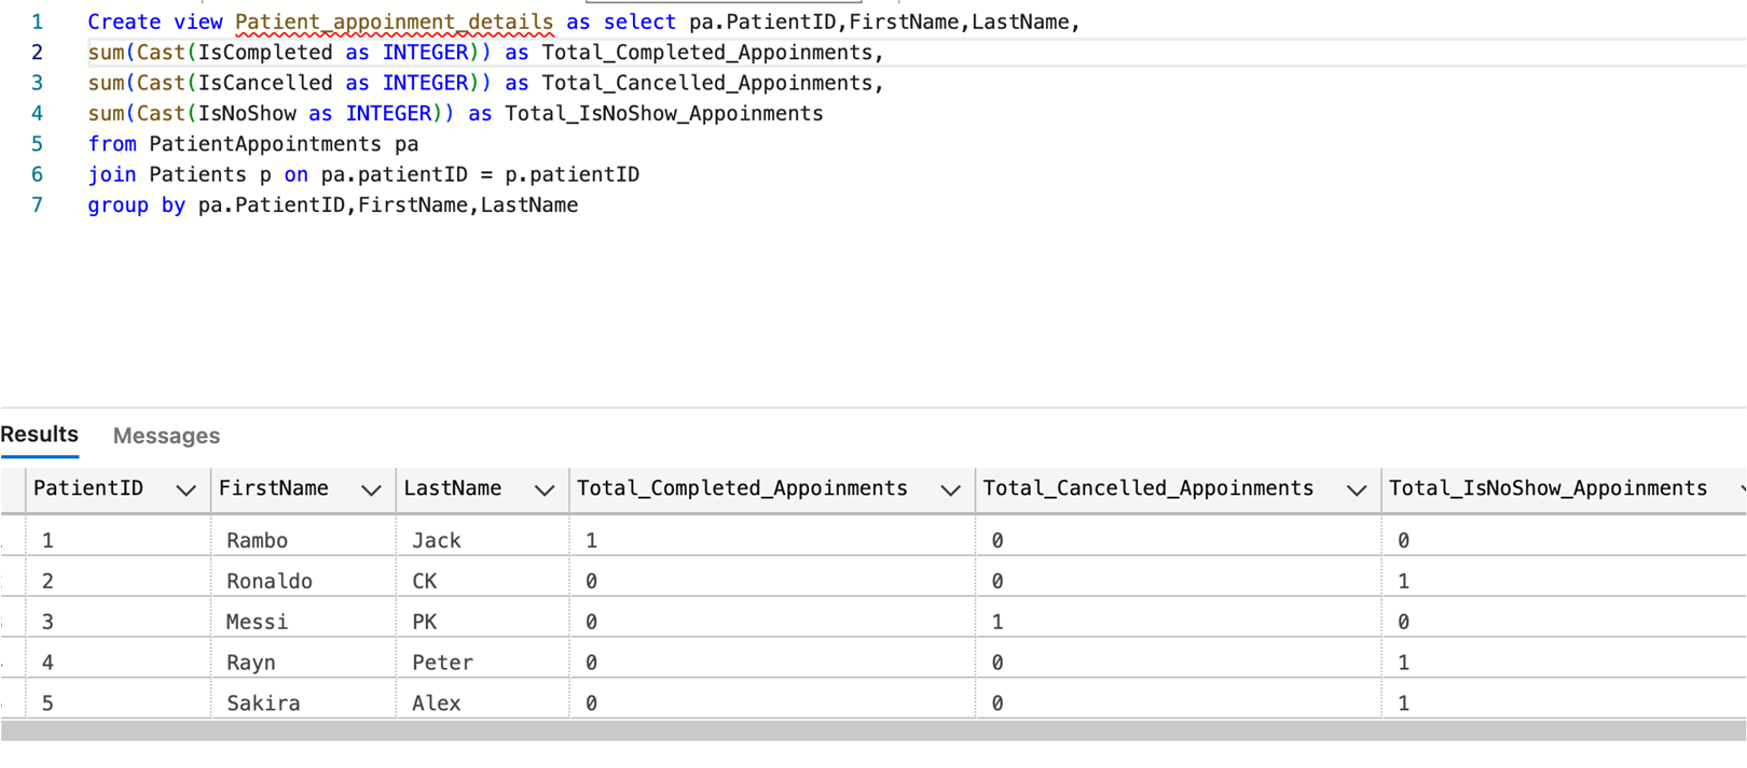 1 Create view Patient_appoinment_details as select pa.PatientID,FirstName,LastName,
2 sum(Cast(IsCompleted as INTEGER)) as Total_Completed_Appoinments,
3 sum(Cast(IsCancelled as INTEGER)) as Total_Cancelled_Appoinments,
4 sum(Cast(IsNoShow as INTEGER)) as Total_IsNoShow_Appoinments
5 from PatientAppointments pa
6 join Patients p on pa.patientID = p.patientID
7 group by pa.PatientID,FirstName,LastName
Results Messages
PatientID FirstName LastName Total_Completed_Appoinments Total_Cancelled_Appoinments Total_IsNoShow_Appoinments
1 Rambo Jack 1 0 0
2 Ronaldo CK 0 0 1
3 Messi PK 0 1 0
4 Rayn Peter 0 0 1
5 Sakira Alex 0 0 1